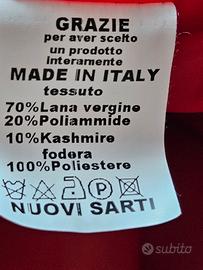 GRAZIE
per aver scelto
un prodotto
interamente
MADE IN ITALY
tessuto
70%Lana vergine
20%Poliammide
10%Kashmire
fodera
100%Poliestere
P
NUOVI SARTI
subito